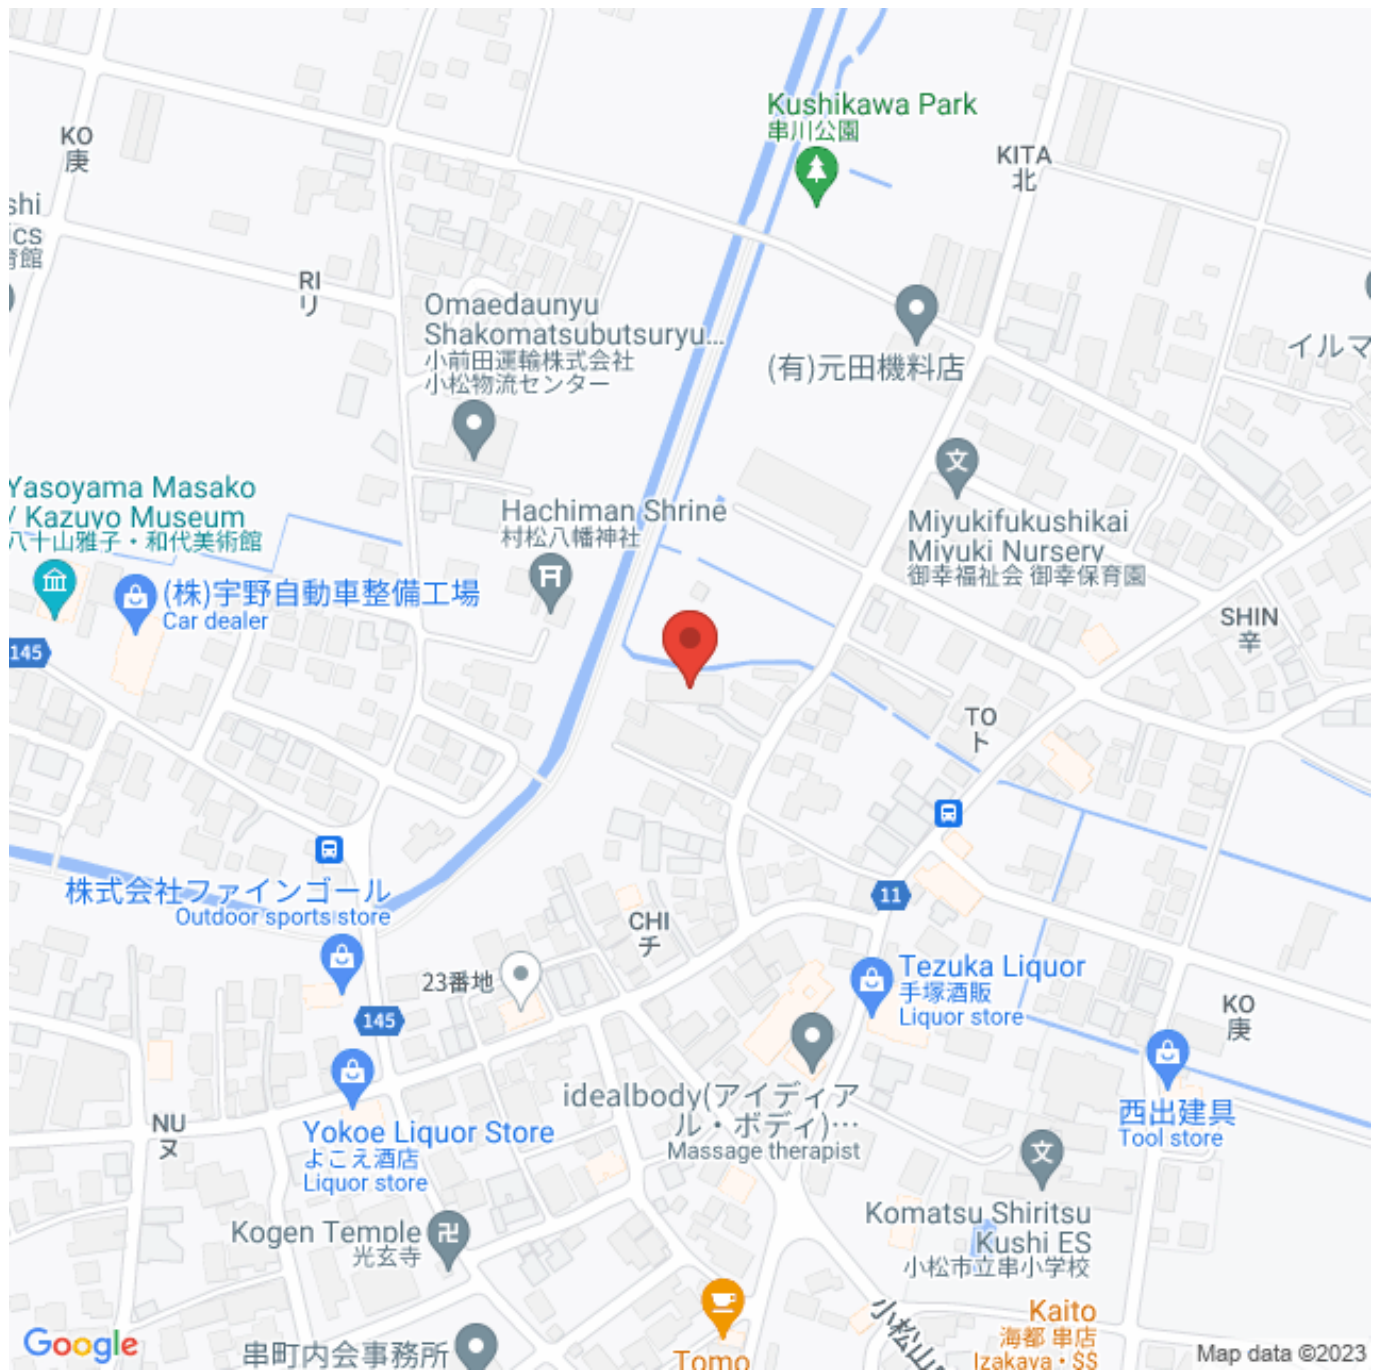 Kushikawa Park
串川公園
KO
庚
KITA
北
shi
ics
育館
RI
リ
Omaedaunyu
Shakomatsubutsuryu...
小前田運輸株式会社
小松物流センター
(有)元田機料店
イルマ
Yasoyama Masako
/ Kazuyo Museum
八十山雅子・和代美術館
Hachiman Shrine
村松八幡神社
Miyukifukushikai
Miyuki Nursery
御幸福祉会 御幸保育園
文
(株)宇野自動車整備工場
Car dealer
SHIN
辛
145
TO
ト
株式会社ファインゴール
Outdoor sports store
11
CHI
チ
23番地
Tezuka Liquor
手塚酒販
Liquor store
145
KO
庚
idealbody(アイディア
ル・ボディ)...
Massage therapist
西出建具
Tool store
NU
ヌ
Yokoe Liquor Store
よこえ酒店
Liquor store
文
Komatsu Shiritsu
Kushi ES
小松市立串小学校
Kogen Temple
光玄寺
卍
Kaito
海都 串店
Izakaya・$$
小松山
Google
串町内会事務所
Tomo
Map data ©2023